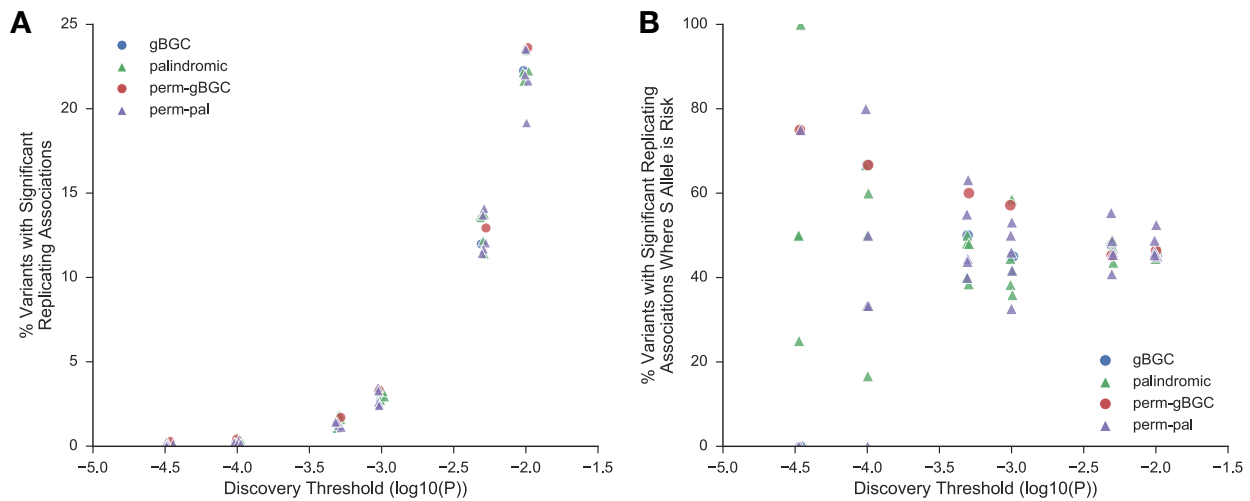 A
% Variants with Significant
Replicating Associations
25
20
15
10
5
0
gBGC
palindromic
perm-gBGC
perm-pal
−5.0 −4.5 −4.0 −3.5 −3.0 −2.5 −2.0 −1.5
Discovery Threshold (log10(P))
B
% Variants with Significant Replicating
Associations Where S Allele is Risk
100
80
60
40
20
0
gBGC
palindromic
perm-gBGC
perm-pal
−5.0 −4.5 −4.0 −3.5 −3.0 −2.5 −2.0 −1.5
Discovery Threshold (log10(P))